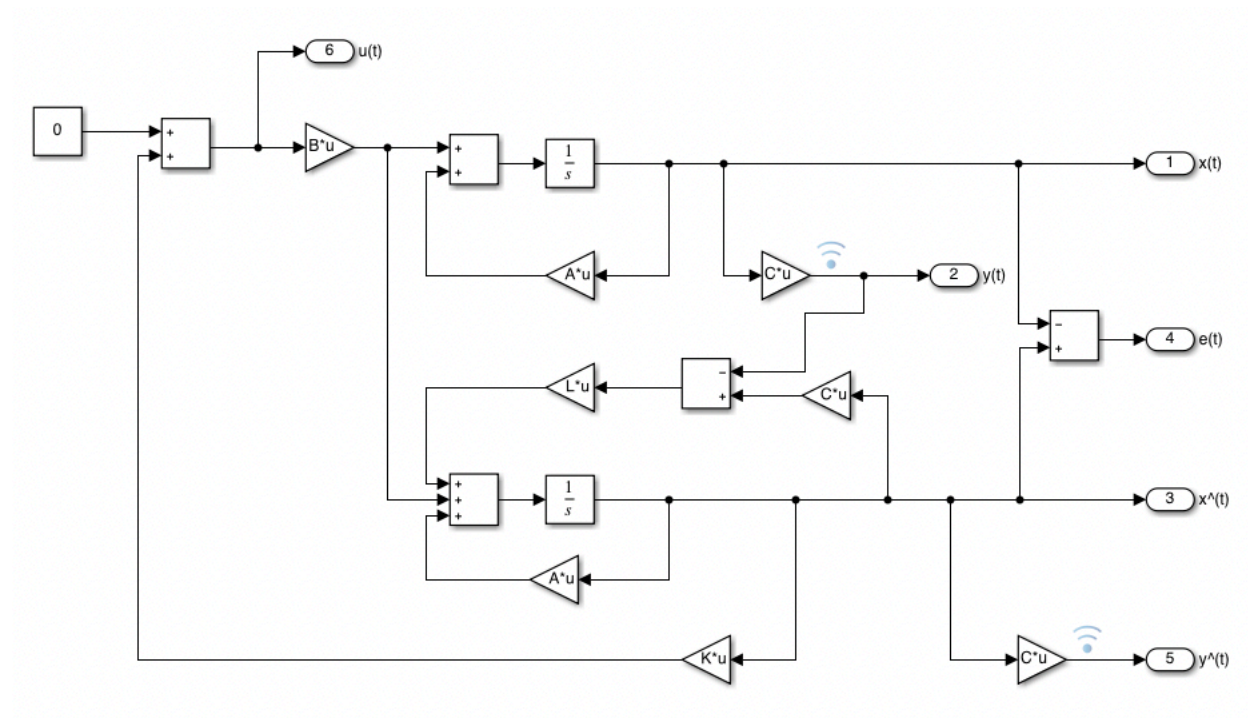 6 u(t)
0
+
+
B*u
+
+
1
s
1 x(t)
A*u
C*u
2 y(t)
−
+
4 e(t)
L*u
−
+
C*u
+
+
+
1
s
3 x^(t)
A*u
K*u
C*u
5 y^(t)